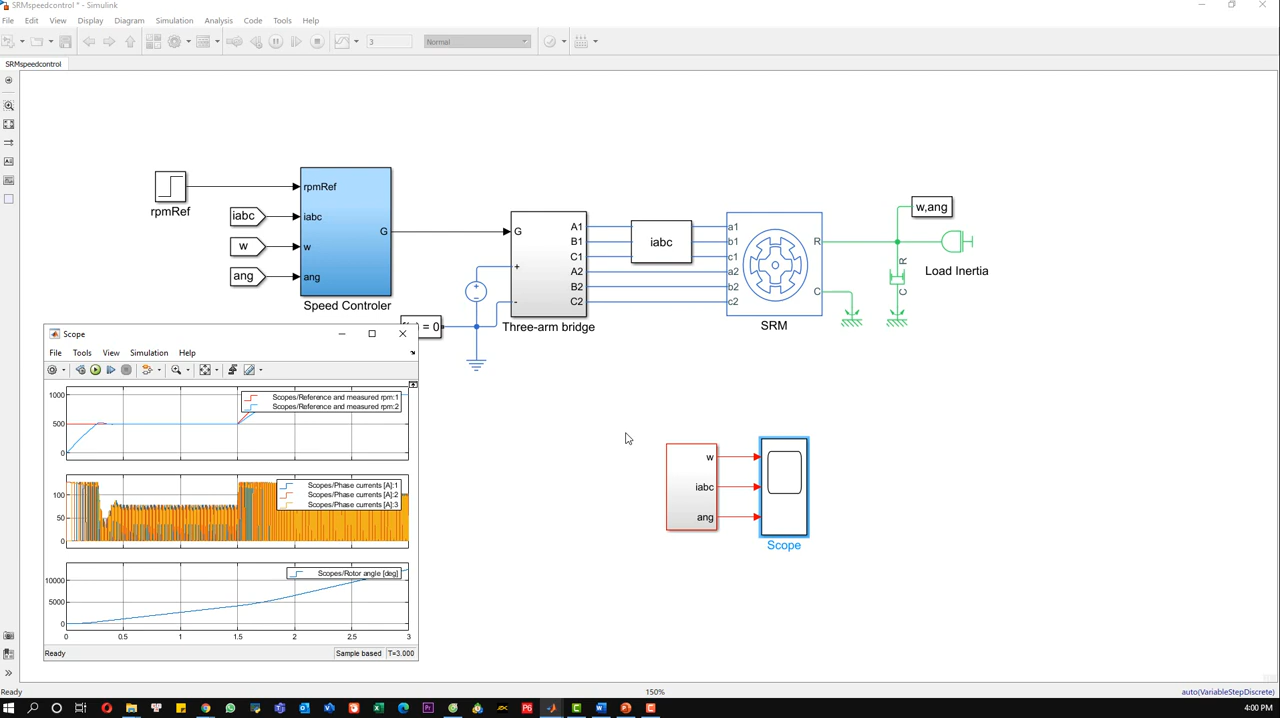 SRMspeedcontrol * - Simulink
File Edit View Display Diagram Simulation Analysis Code Tools Help
3 Normal
SRMspeedcontrol
rpmRef
iabc
w
ang
rpmRef
iabc
w
ang
G
Speed Controler
G
+
-
A1
B1
C1
A2
B2
C2
Three-arm bridge
+
−
= 0
iabc
a1
b1
c1
a2
b2
c2
R
C
SRM
w,ang
R
C
Load Inertia
Scope
File Tools View Simulation Help
1000
500
0
Scopes/Reference and measured rpm:1
Scopes/Reference and measured rpm:2
100
50
0
Scopes/Phase currents [A]:1
Scopes/Phase currents [A]:2
Scopes/Phase currents [A]:3
10000
5000
0
Scopes/Rotor angle [deg]
0 0.5 1 1.5 2 2.5 3
Ready Sample based T=3.000
w
iabc
ang
Scope
Ready 150% auto(VariableStepDiscrete)
4:00 PM